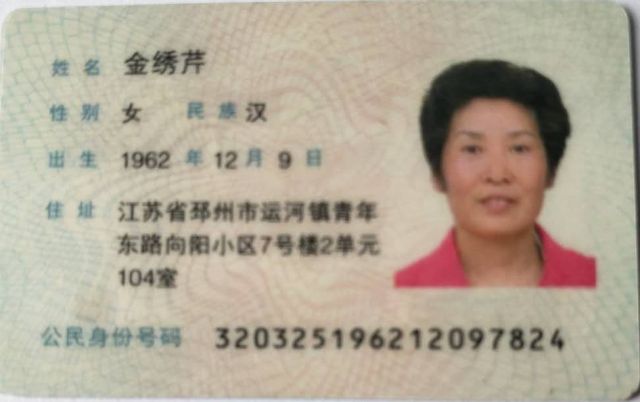 姓名 金绣芹
性别 女 民族 汉
出生 1962 年 12 月 9 日
住址 江苏省邳州市运河镇青年
东路向阳小区7号楼2单元
104室
公民身份号码 320325196212097824